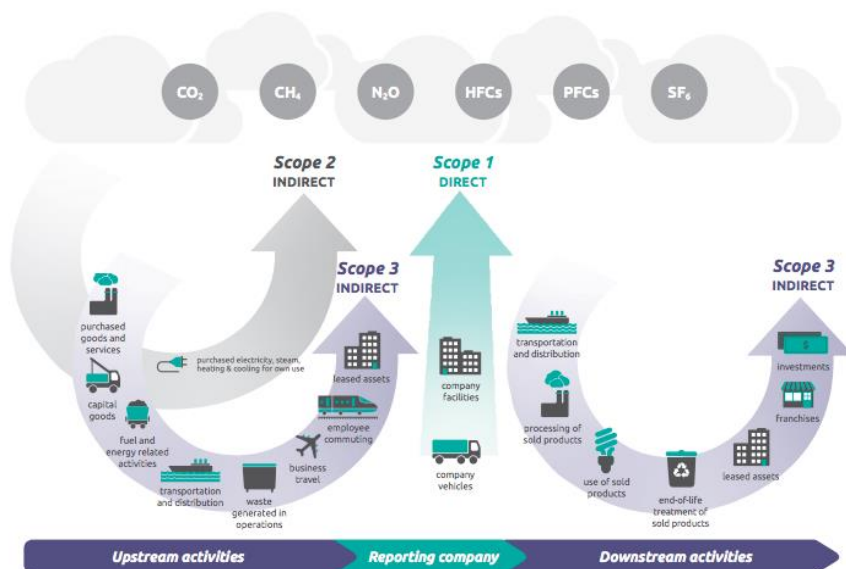 CO2
CH4
N2O
HFCs
PFCs
SF6
Scope 2
INDIRECT
Scope 1
DIRECT
Scope 3
INDIRECT
Scope 3
INDIRECT
purchased
goods and
services
capital
goods
fuel and
energy related
activities
transportation
and distribution
waste
generated in
operations
business
travel
employee
commuting
leased assets
purchased electricity, steam,
heating & cooling for own use
company
facilities
company
vehicles
transportation
and distribution
processing of
sold products
use of sold
products
end-of-life
treatment of
sold products
leased assets
franchises
investments
$
Upstream activities
Reporting company
Downstream activities